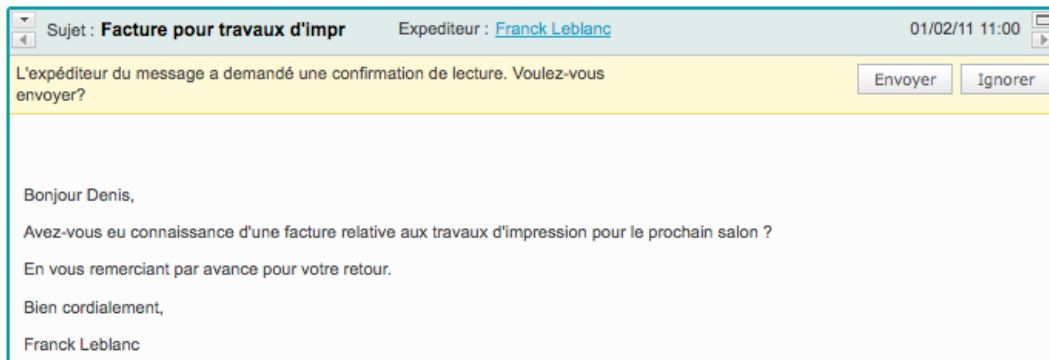 Sujet : Facture pour travaux d'impr Expediteur : Franck Leblanc 01/02/11 11:00
L'expéditeur du message a demandé une confirmation de lecture. Voulez-vous
envoyer?
Envoyer Ignorer
Bonjour Denis,
Avez-vous eu connaissance d'une facture relative aux travaux d'impression pour le prochain salon ?
En vous remerciant par avance pour votre retour.
Bien cordialement,
Franck Leblanc